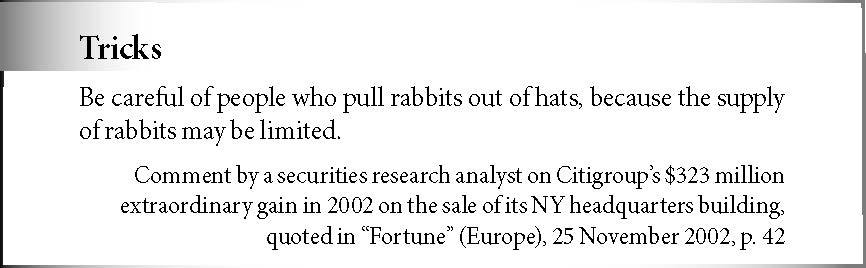 Tricks
Be careful of people who pull rabbits out of hats, because the supply
of rabbits may be limited.
Comment by a securities research analyst on Citigroup's $323 million
extraordinary gain in 2002 on the sale of its NY headquarters building,
quoted in “Fortune” (Europe), 25 November 2002, p. 42